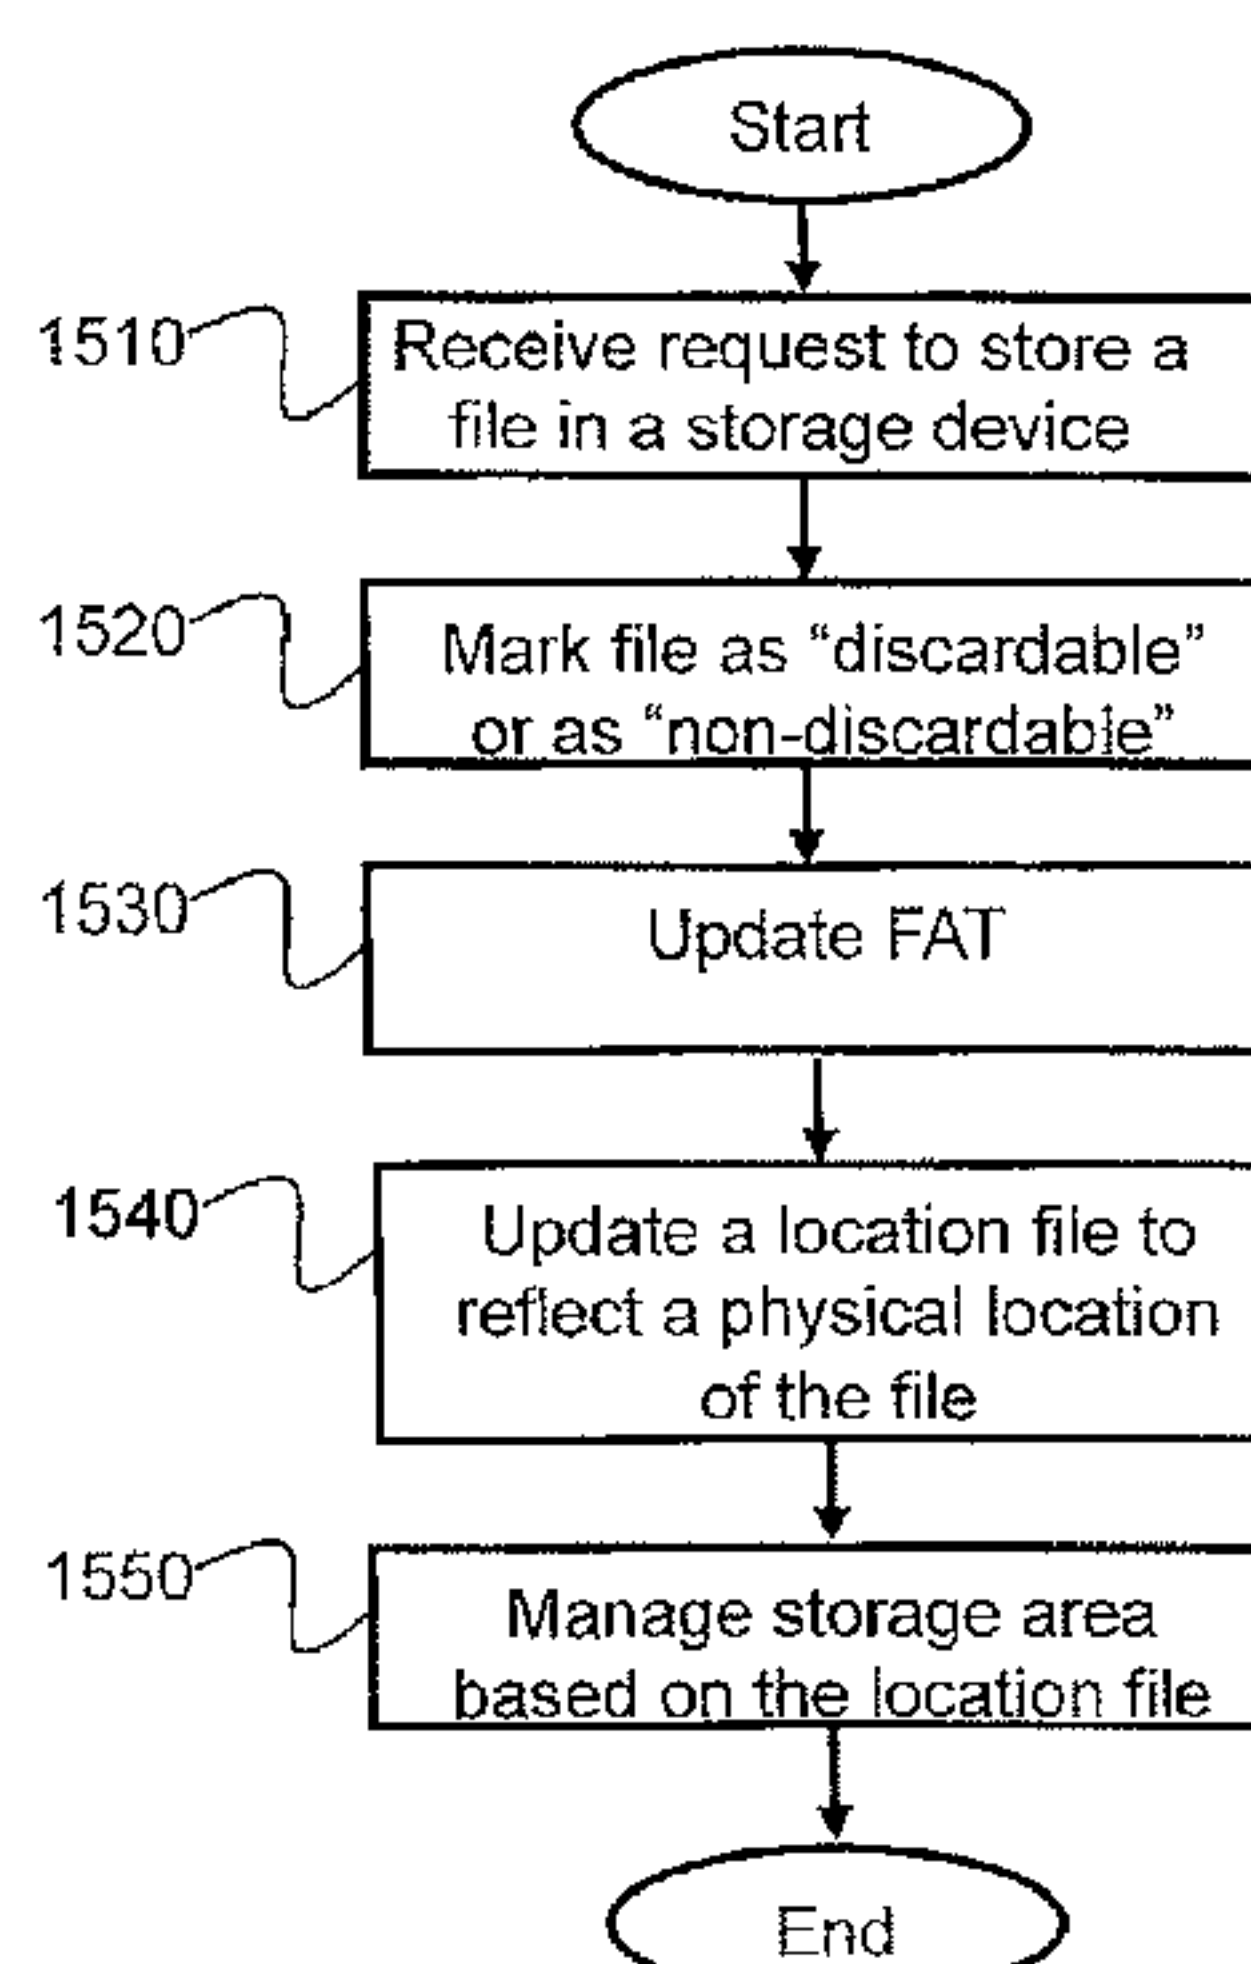 Start
1510
Receive request to store a
file in a storage device
1520
Mark file as “discardable”
or as “non-discardable”
1530
Update FAT
1540
Update a location file to
reflect a physical location
of the file
1550
Manage storage area
based on the location file
End